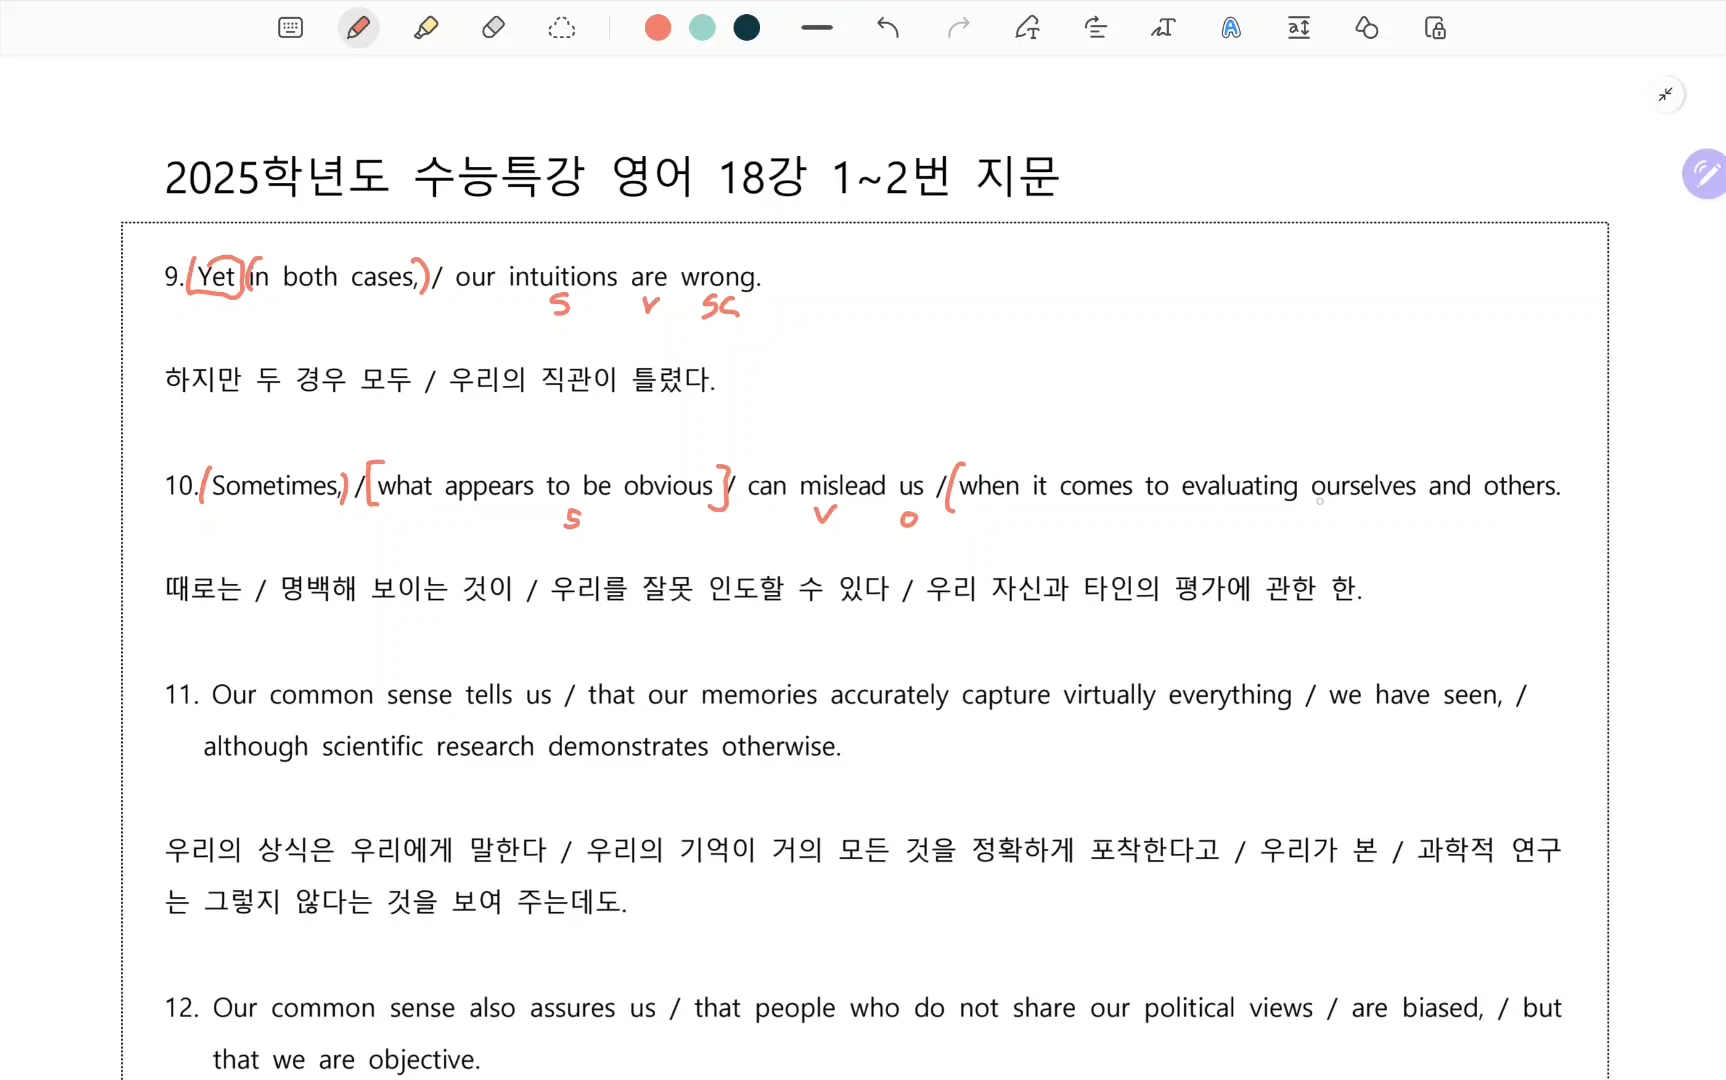 2025학년도 수능특강 영어 18강 1~2번 지문
9. Yet in both cases, / our intuitions are wrong.
S V SC
하지만 두 경우 모두 / 우리의 직관이 틀렸다.
10. Sometimes, / what appears to be obvious / can mislead us / when it comes to evaluating ourselves and others.
S V O
때로는 / 명백해 보이는 것이 / 우리를 잘못 인도할 수 있다 / 우리 자신과 타인의 평가에 관한 한.
11. Our common sense tells us / that our memories accurately capture virtually everything / we have seen, /
although scientific research demonstrates otherwise.
우리의 상식은 우리에게 말한다 / 우리의 기억이 거의 모든 것을 정확하게 포착한다고 / 우리가 본 / 과학적 연구
는 그렇지 않다는 것을 보여 주는데도.
12. Our common sense also assures us / that people who do not share our political views / are biased, / but
that we are objective.